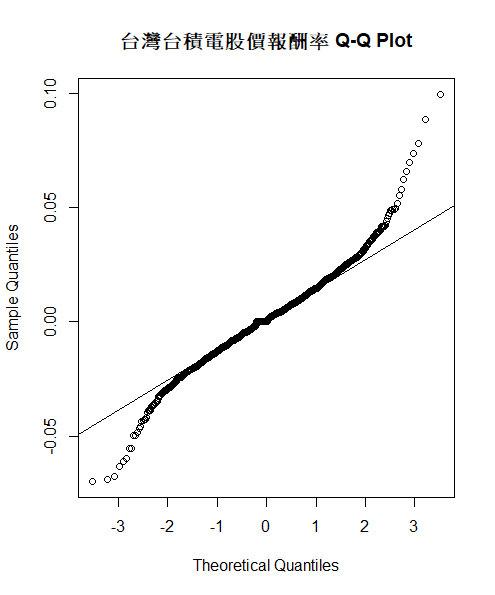 台灣台積電股價報酬率 Q-Q Plot
0.10
0.05
0.00
-0.05
Sample Quantiles
-3 -2 -1 0 1 2 3
Theoretical Quantiles